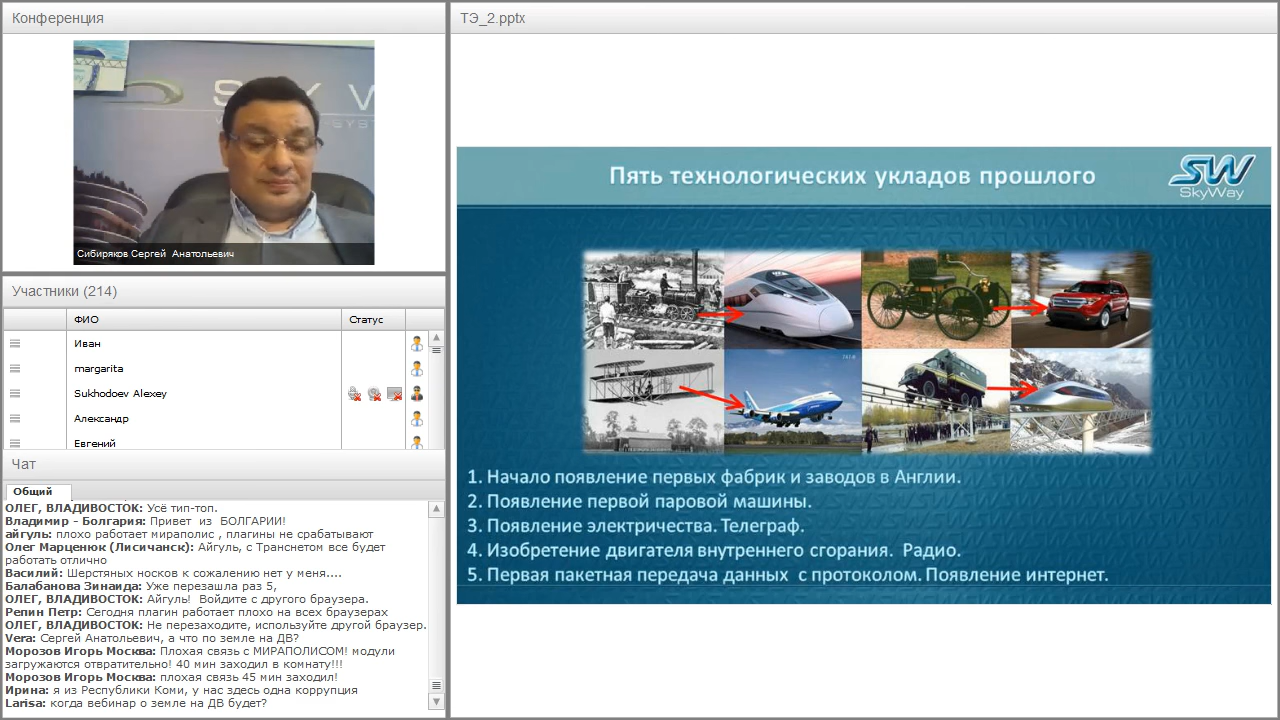 Конференция
SKY W
Сибиряков Сергей Анатольевич
Участники (214)
ФИО
Статус
Иван
margarita
Sukhodoev Alexey
Александр
Евгений
Чат
Общий
ОЛЕГ, ВЛАДИВОСТОК: Усё тип-топ.
Владимир - Болгария: Привет из БОЛГАРИИ!
айгуль: плохо работает мираполис , плагины не срабатывают
Олег Марценюк (Лисичанск): Айгуль, с Транснетом все будет
работать отлично
Василий: Шерстяных носков к сожалению нет у меня....
Балабанова Зинаида: Уже перезашла раз 5,
ОЛЕГ, ВЛАДИВОСТОК: Айгуль! Войдите с другого браузера.
Репин Петр: Сегодня плагин работает плохо на всех браузерах
ОЛЕГ, ВЛАДИВОСТОК: Не перезаходите, используйте другой браузер.
Vera: Сергей Анатольевич, а что по земле на ДВ?
Морозов Игорь Москва: Плохая связь с МИРАПОЛИСОМ! модули
загружаются отвратительно! 40 мин заходил в комнату!!!
Морозов Игорь Москва: плохая связь 45 мин заходил!
Ирина: я из Республики Коми, у нас здесь одна коррупция
Larisa: когда вебинар о земле на ДВ будет?
ТЭ_2.pptx
Пять технологических укладов прошлого
SW
SkyWay
1. Начало появление первых фабрик и заводов в Англии.
2. Появление первой паровой машины.
3. Появление электричества. Телеграф.
4. Изобретение двигателя внутреннего сгорания. Радио.
5. Первая пакетная передача данных с протоколом. Появление интернет.